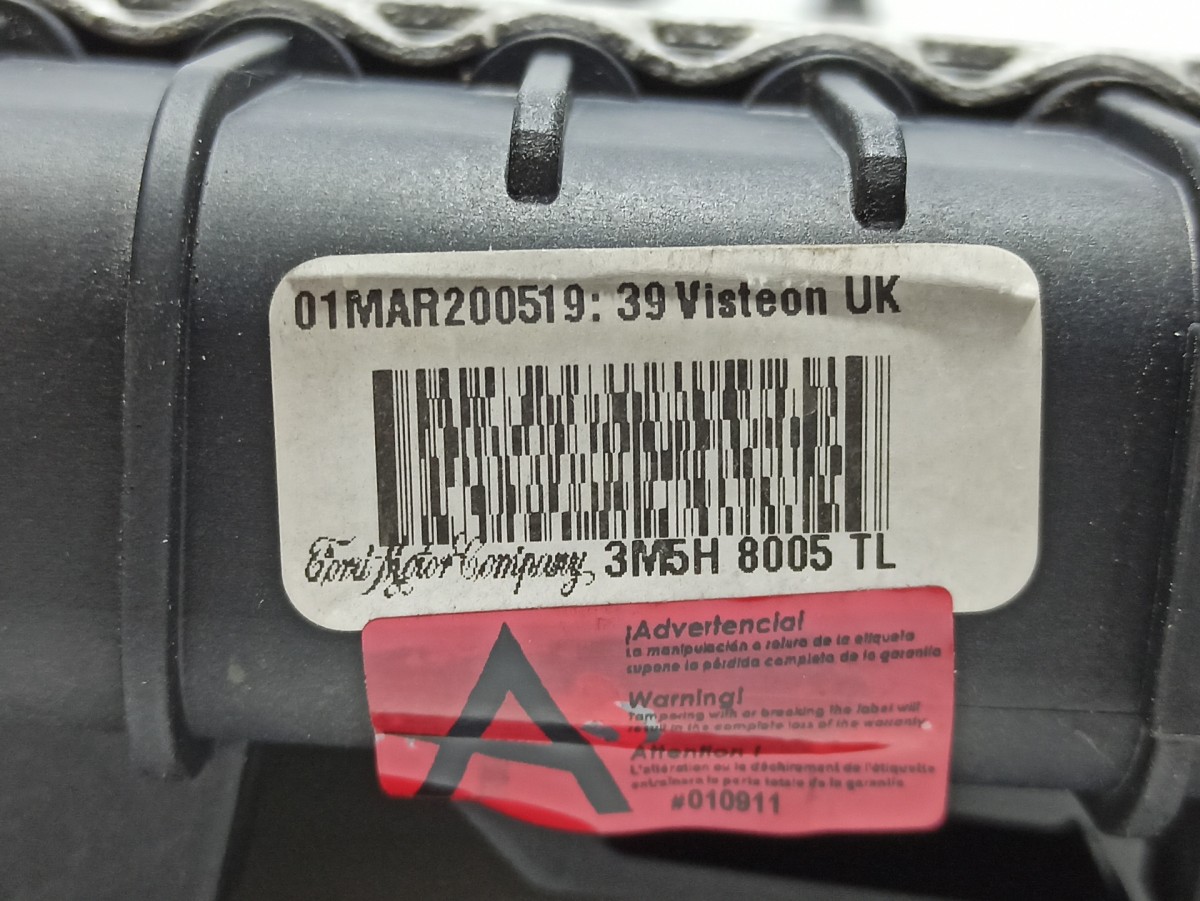 01MAR200519: 39 Visteon UK
Ford Motor Company, 3M5H 8005 TL
A
¡Advertencia!
La manipulación o rotura de la etiqueta
supone la pérdida completa de la garantía
Warning!
Tampering with or breaking the label will
result in the complete loss of the warranty
Attention !
L'altération ou le déchirement de l'étiquette
entraînera la perte totale de la garantie
#010911